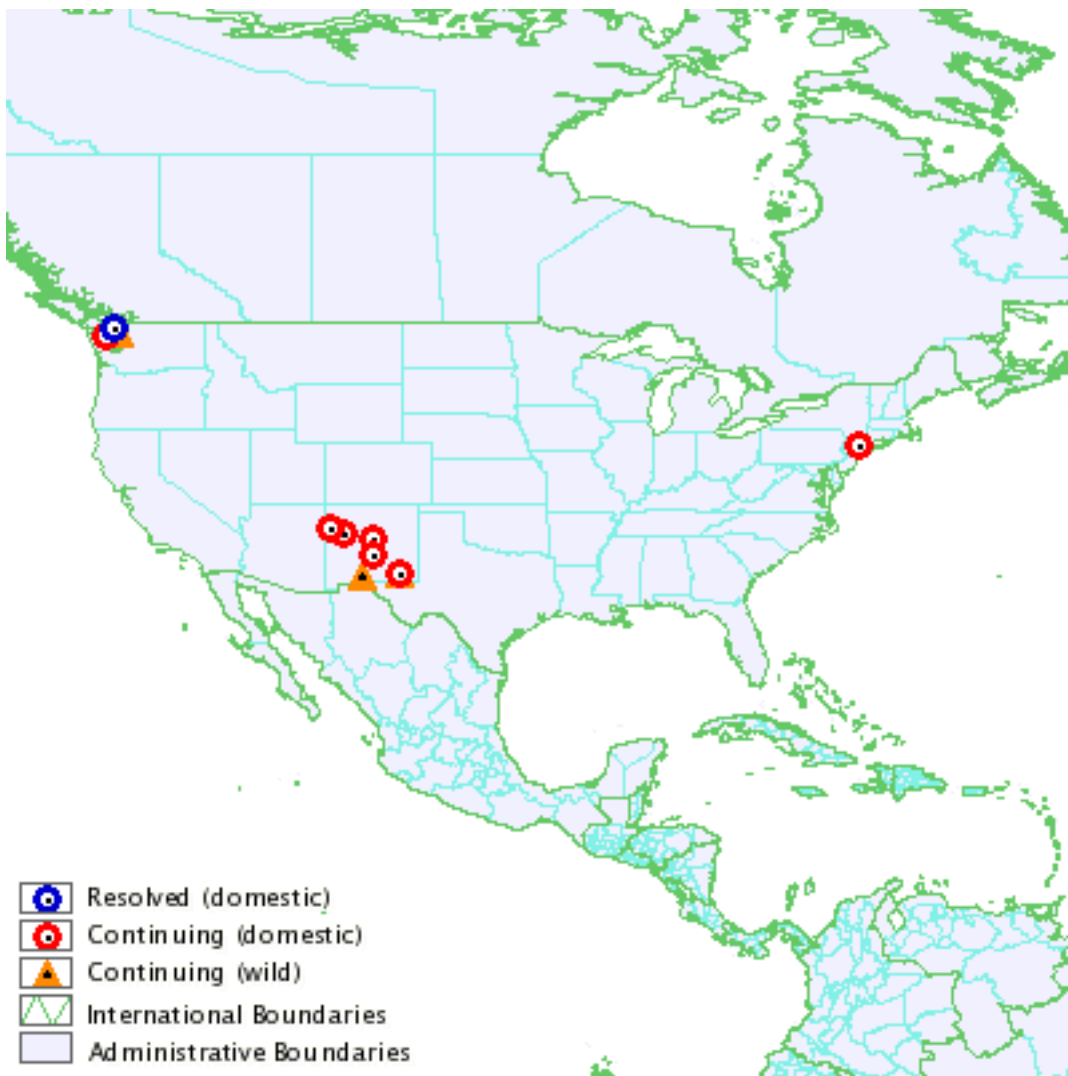 Resolved (domestic)
Continuing (domestic)
Continuing (wild)
International Boundaries
Administrative Boundaries